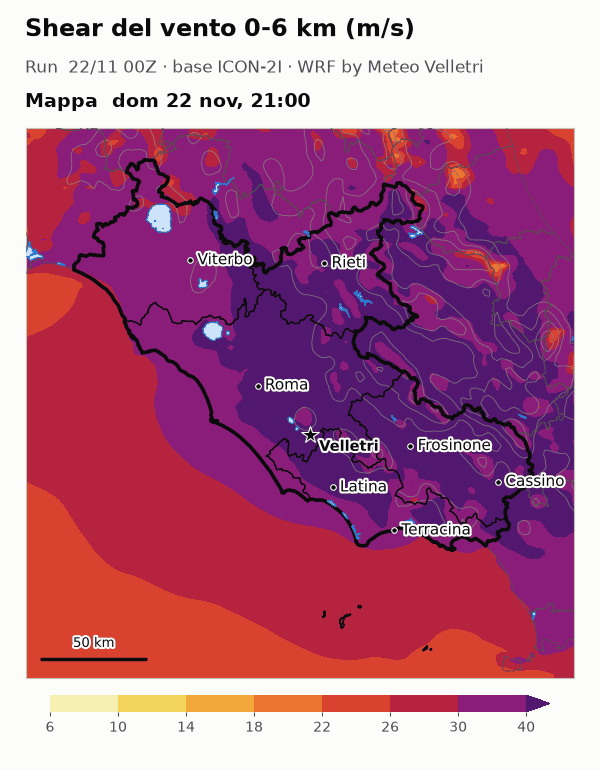 Shear del vento 0-6 km (m/s)
Run 22/11 00Z · base ICON-2I · WRF by Meteo Velletri
Mappa dom 22 nov, 21:00
Viterbo
Rieti
Roma
Velletri
Frosinone
Latina
Cassino
Terracina
50 km
6 10 14 18 22 26 30 40